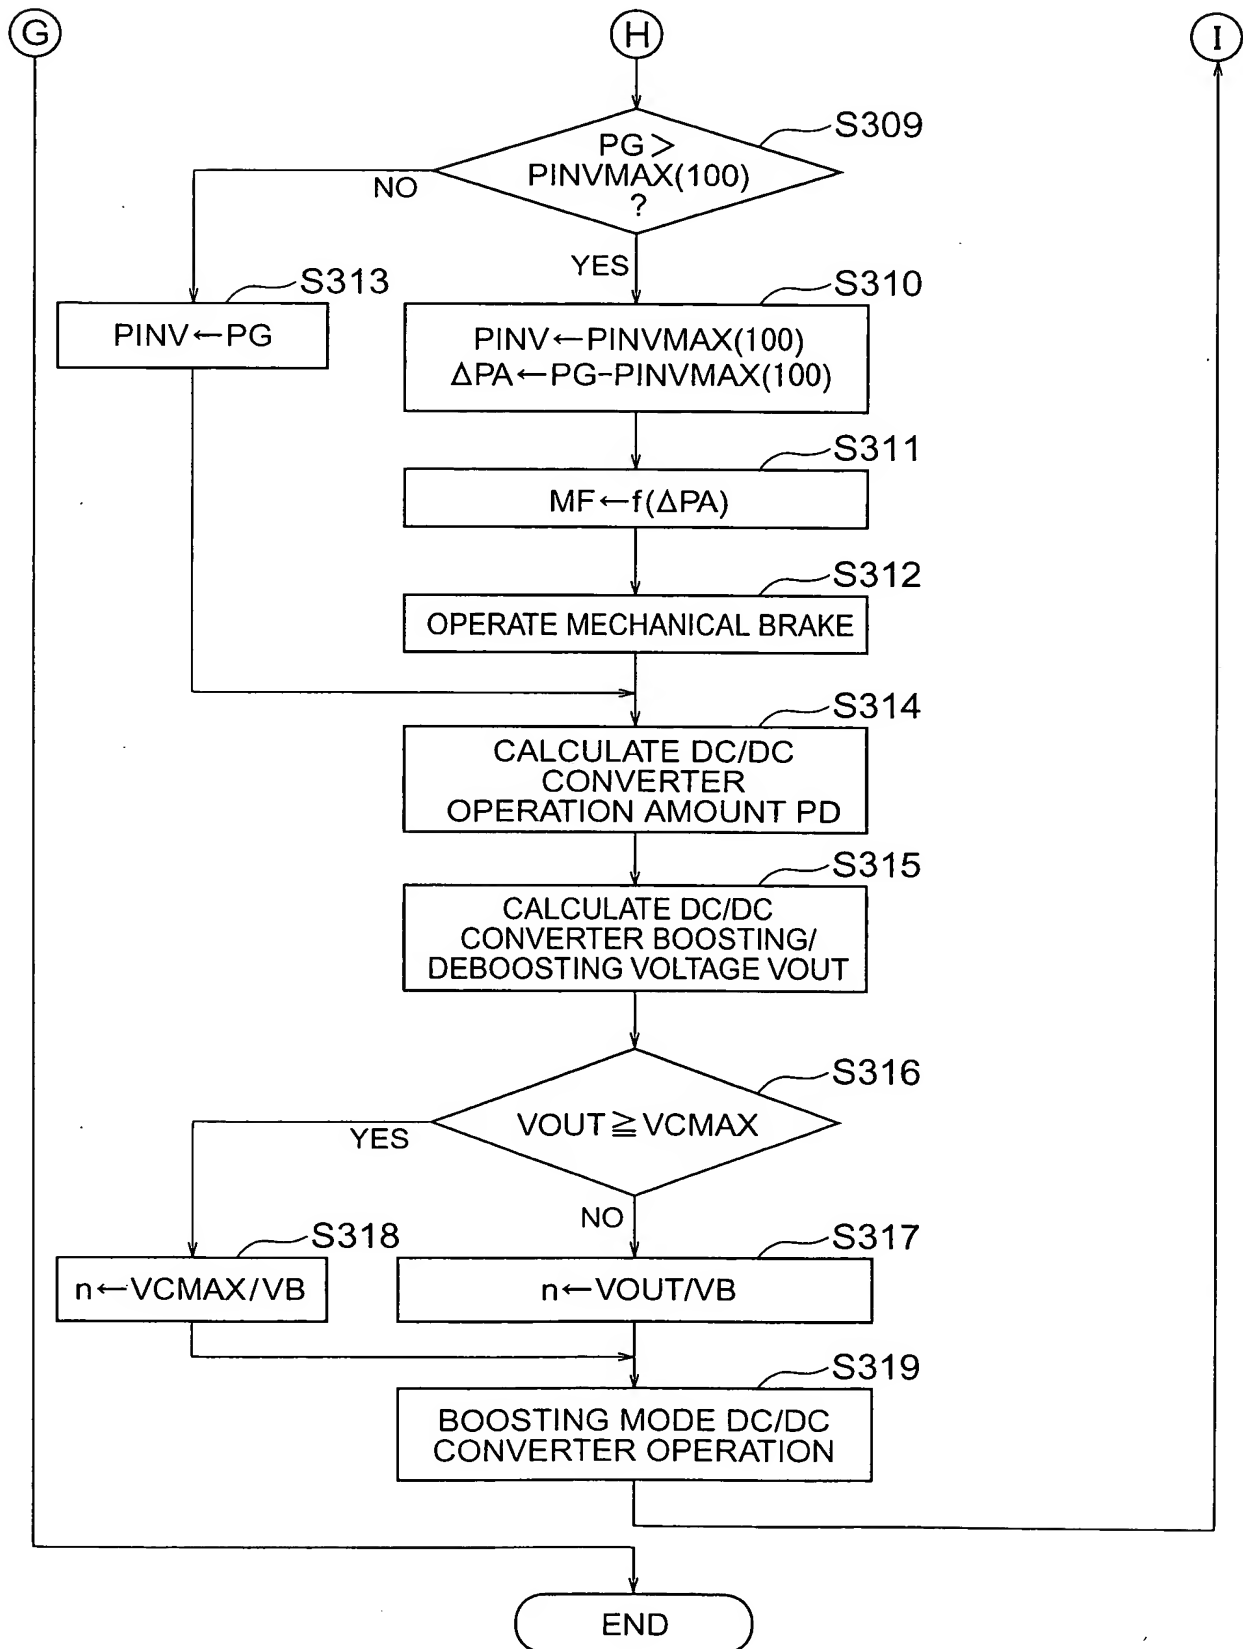 G
H
I
S309
PG >
PINVMAX(100)
?
NO
YES
S313
PINV←PG
S310
PINV←PINVMAX(100)
ΔPA←PG-PINVMAX(100)
S311
MF←f(ΔPA)
S312
OPERATE MECHANICAL BRAKE
S314
CALCULATE DC/DC
CONVERTER
OPERATION AMOUNT PD
S315
CALCULATE DC/DC
CONVERTER BOOSTING/
DEBOOSTING VOLTAGE VOUT
S316
VOUT≧VCMAX
YES
NO
S318
n←VCMAX/VB
S317
n←VOUT/VB
S319
BOOSTING MODE DC/DC
CONVERTER OPERATION
END